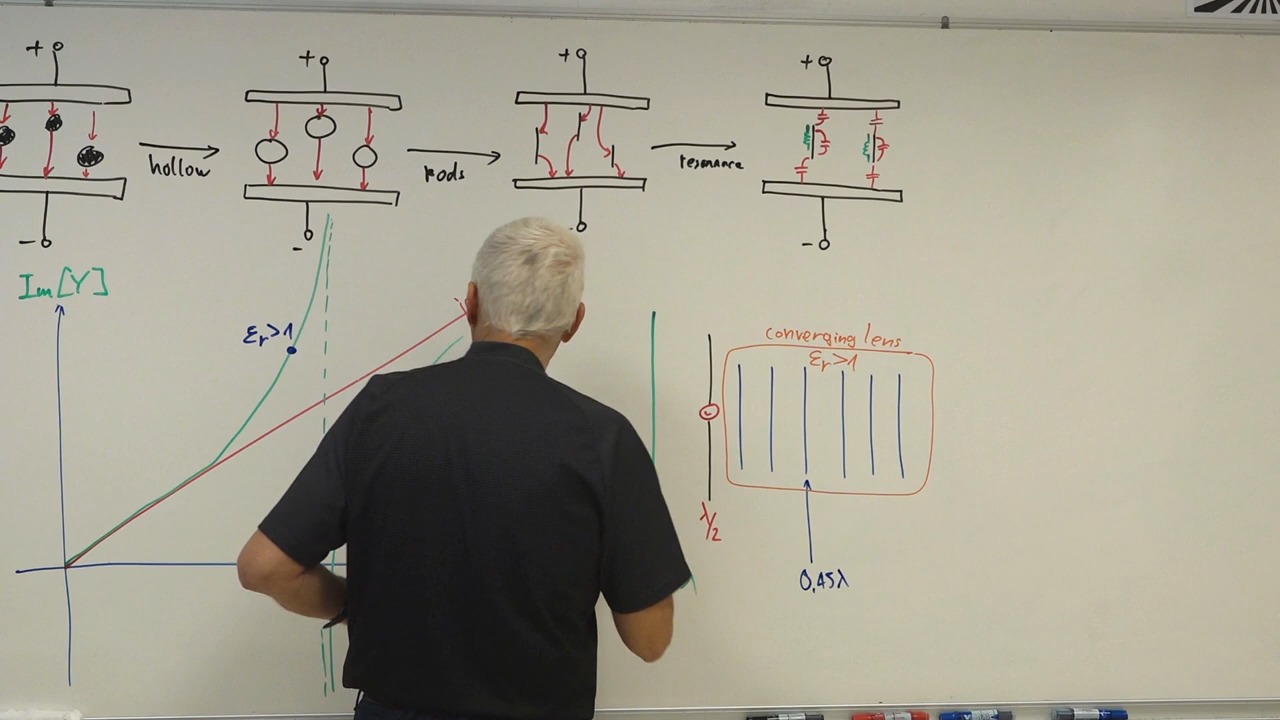 +
+
+
+
hollow
rods
resonance
-
-
-
-
Im[Y]
εr>1
converging lens
εr>1
λ/2
0,45λ